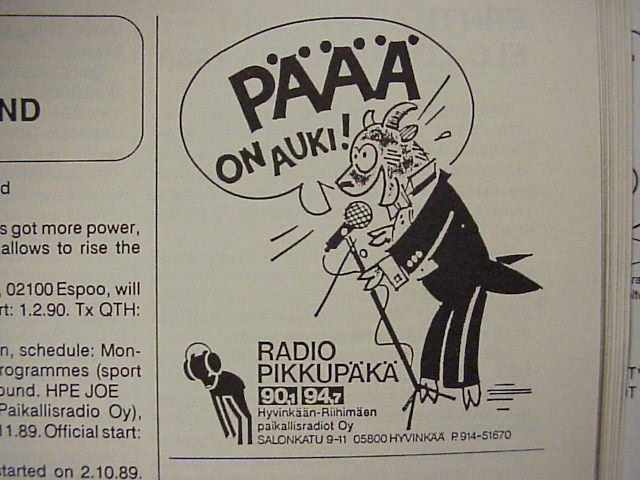 ND
d
s got more power,
allows to rise the
, 02100 Espoo, will
rt: 1.2.90. Tx QTH:
n, schedule: Mon-
rogrammes (sport
ound. HPE JOE
Paikallisradio Oy),
11.89. Official start:
started on 2.10.89.
PÄÄÄ
ON AUKI!
RADIO
PIKKUPÄKÄ
90,1 94,7
Hyvinkään-Riihimäen
paikallisradiot Oy
SALONKATU 9-11 05800 HYVINKÄÄ P.914-51670